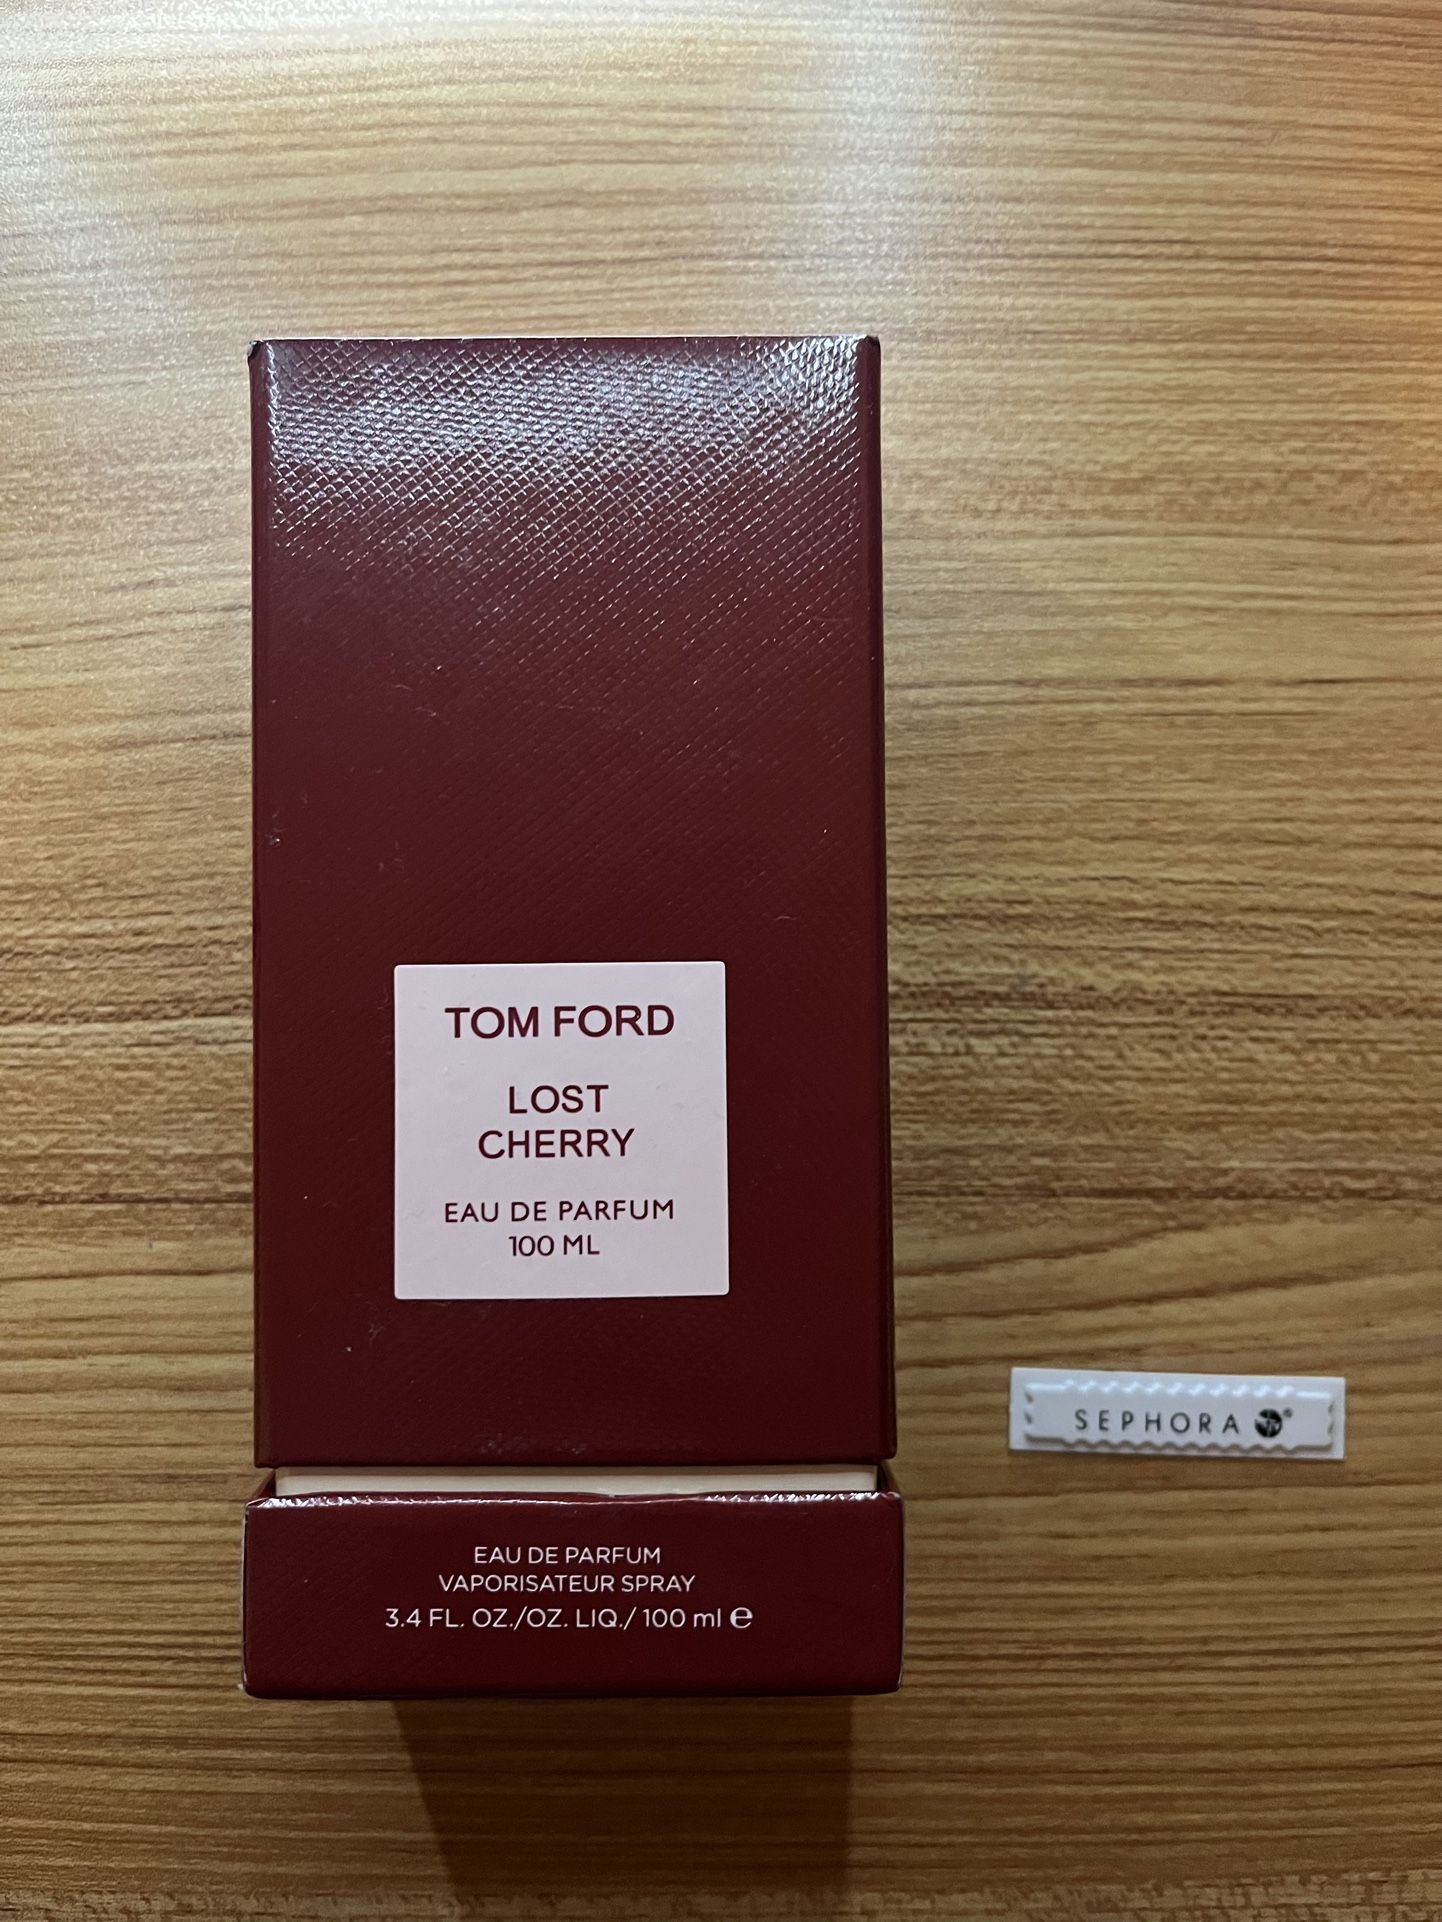 TOM FORD
LOST
CHERRY
EAU DE PARFUM
100 ML
SEPHORA ®
EAU DE PARFUM
VAPORISATEUR SPRAY
3.4 FL. OZ./OZ. LIQ./ 100 ml ℮